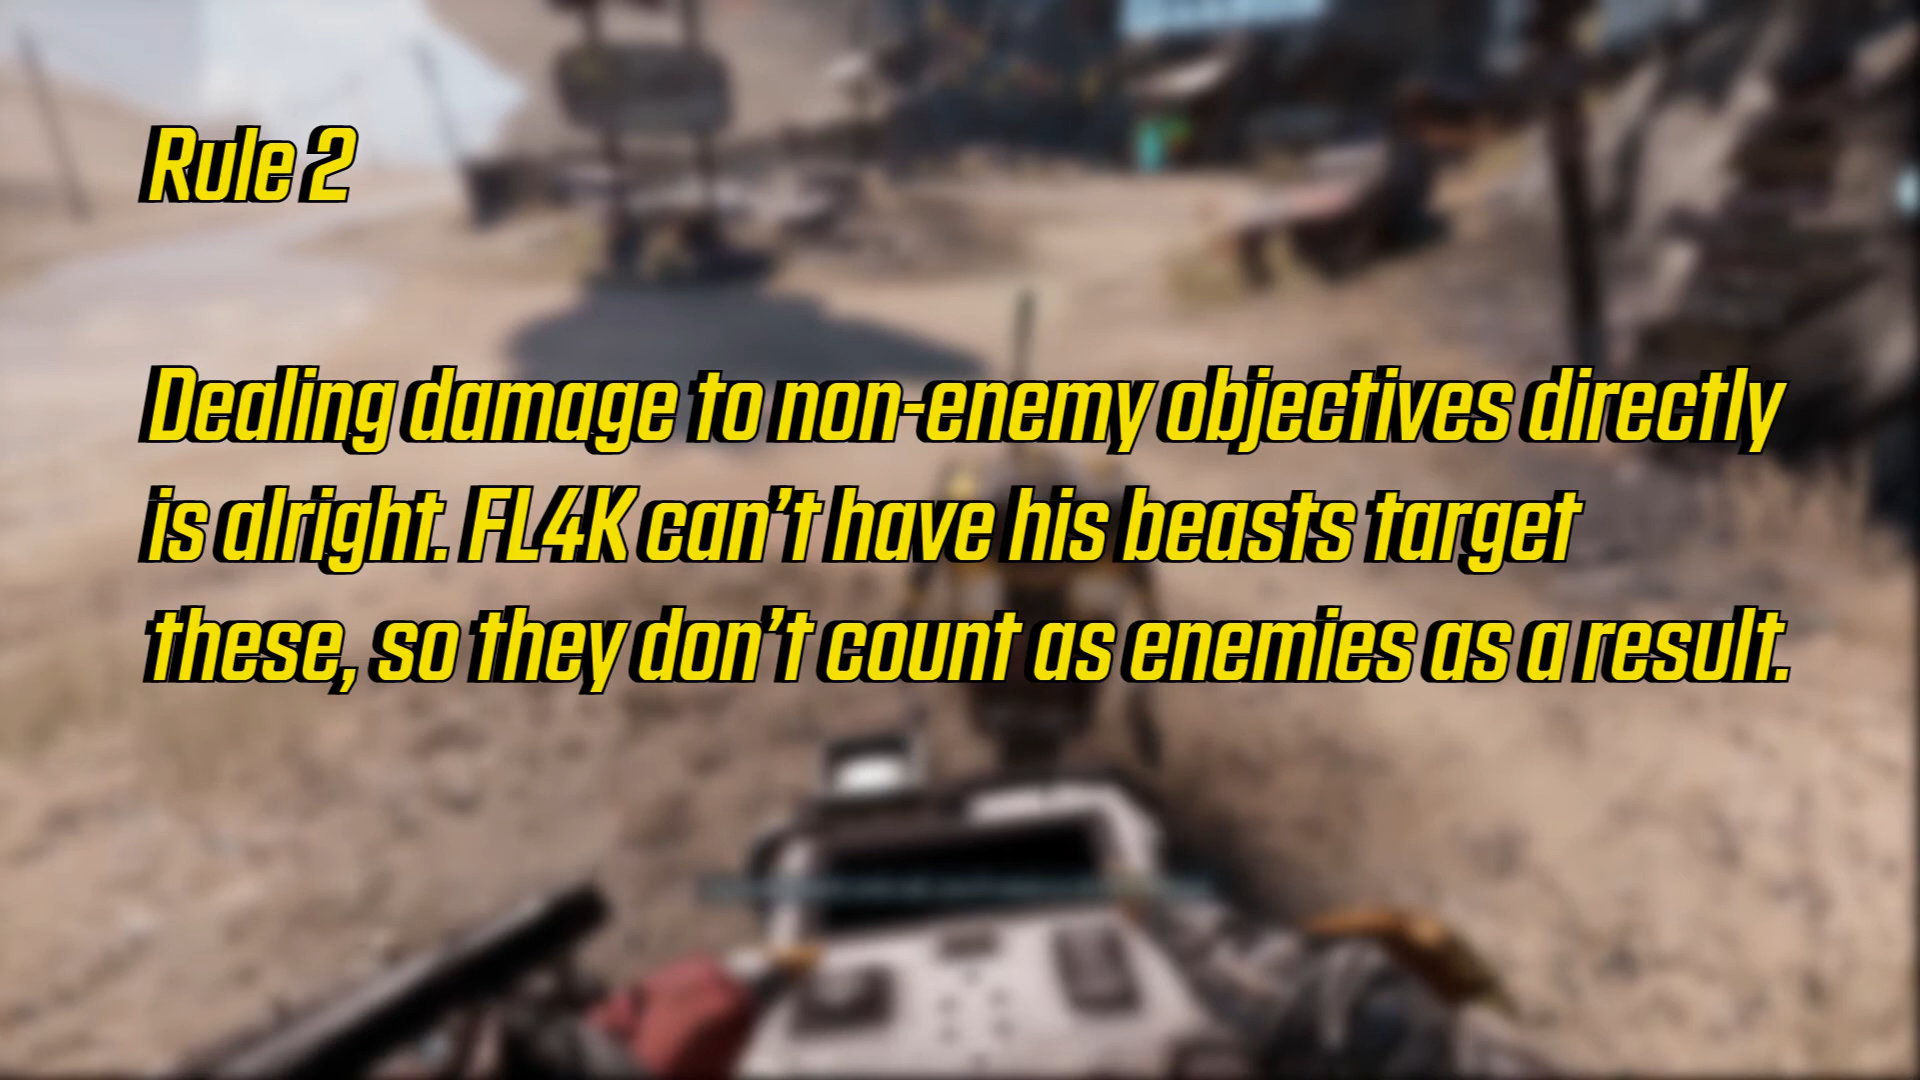 Rule 2
Dealing damage to non-enemy objectives directly
is alright. FL4K can't have his beasts target
these, so they don't count as enemies as a result.